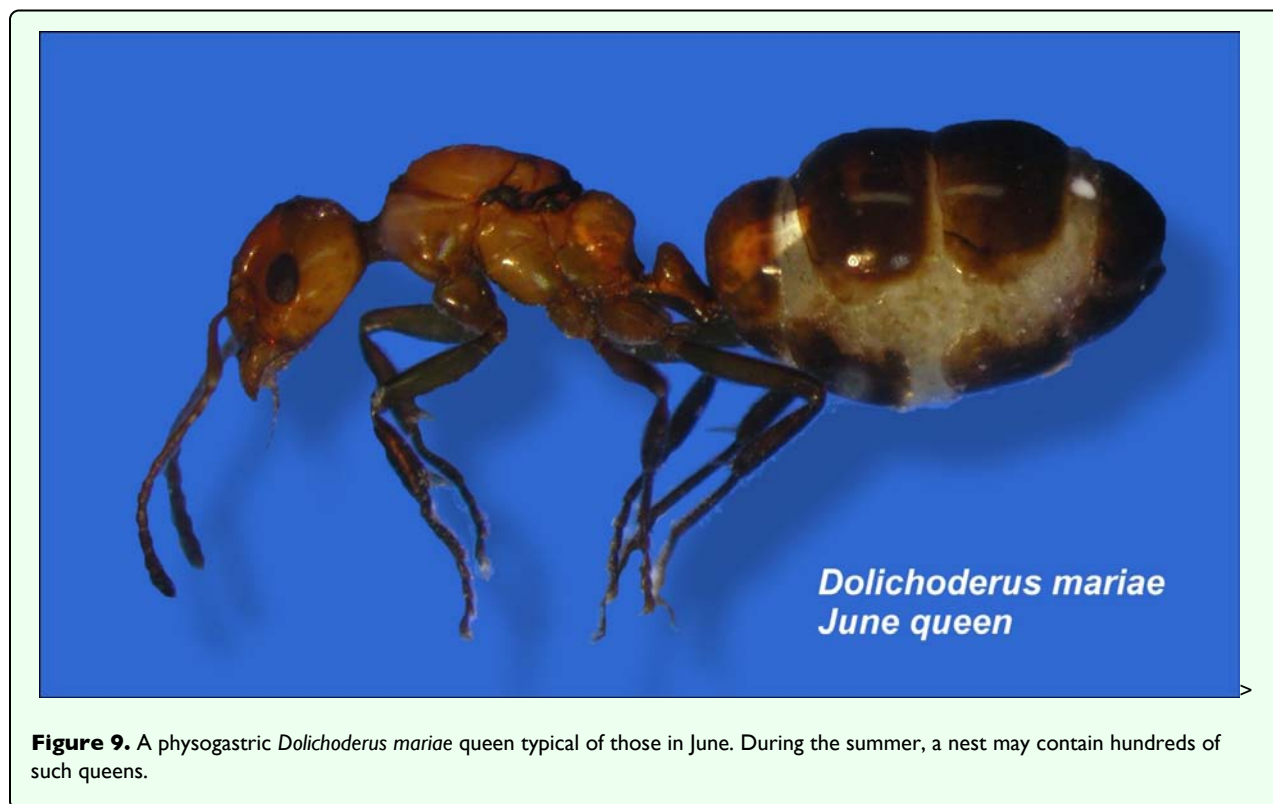 Dolichoderus mariae
June queen
>
Figure 9. A physogastric Dolichoderus mariae queen typical of those in June. During the summer, a nest may contain hundreds of
such queens.